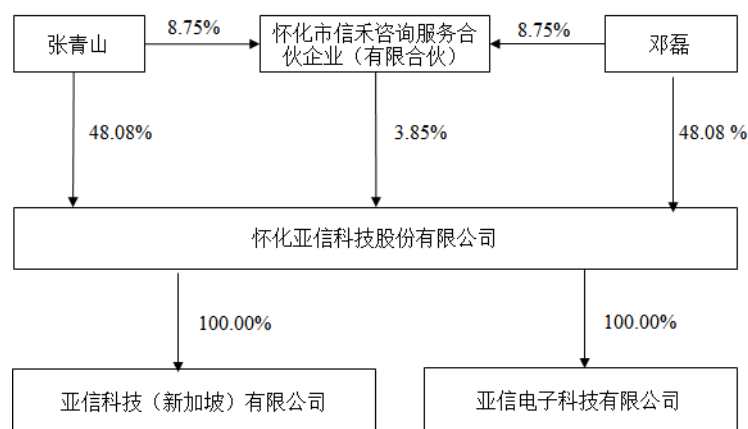 张青山
8.75%
怀化市信禾咨询服务合
伙企业（有限合伙）
8.75%
邓磊
48.08%
3.85%
48.08 %
怀化亚信科技股份有限公司
100.00%
100.00%
亚信科技（新加坡）有限公司
亚信电子科技有限公司